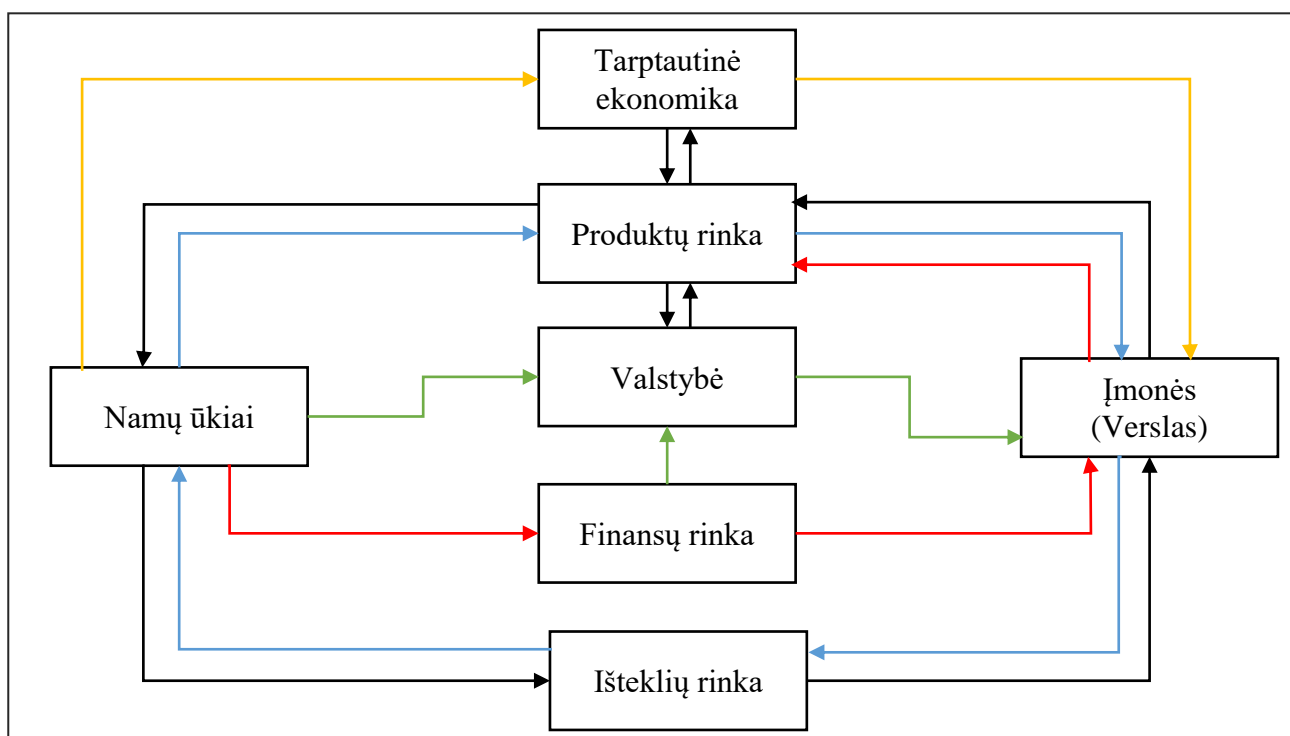 Tarptautinė
ekonomika
Produktų rinka
Valstybė
Namų ūkiai
Įmonės
(Verslas)
Finansų rinka
Išteklių rinka